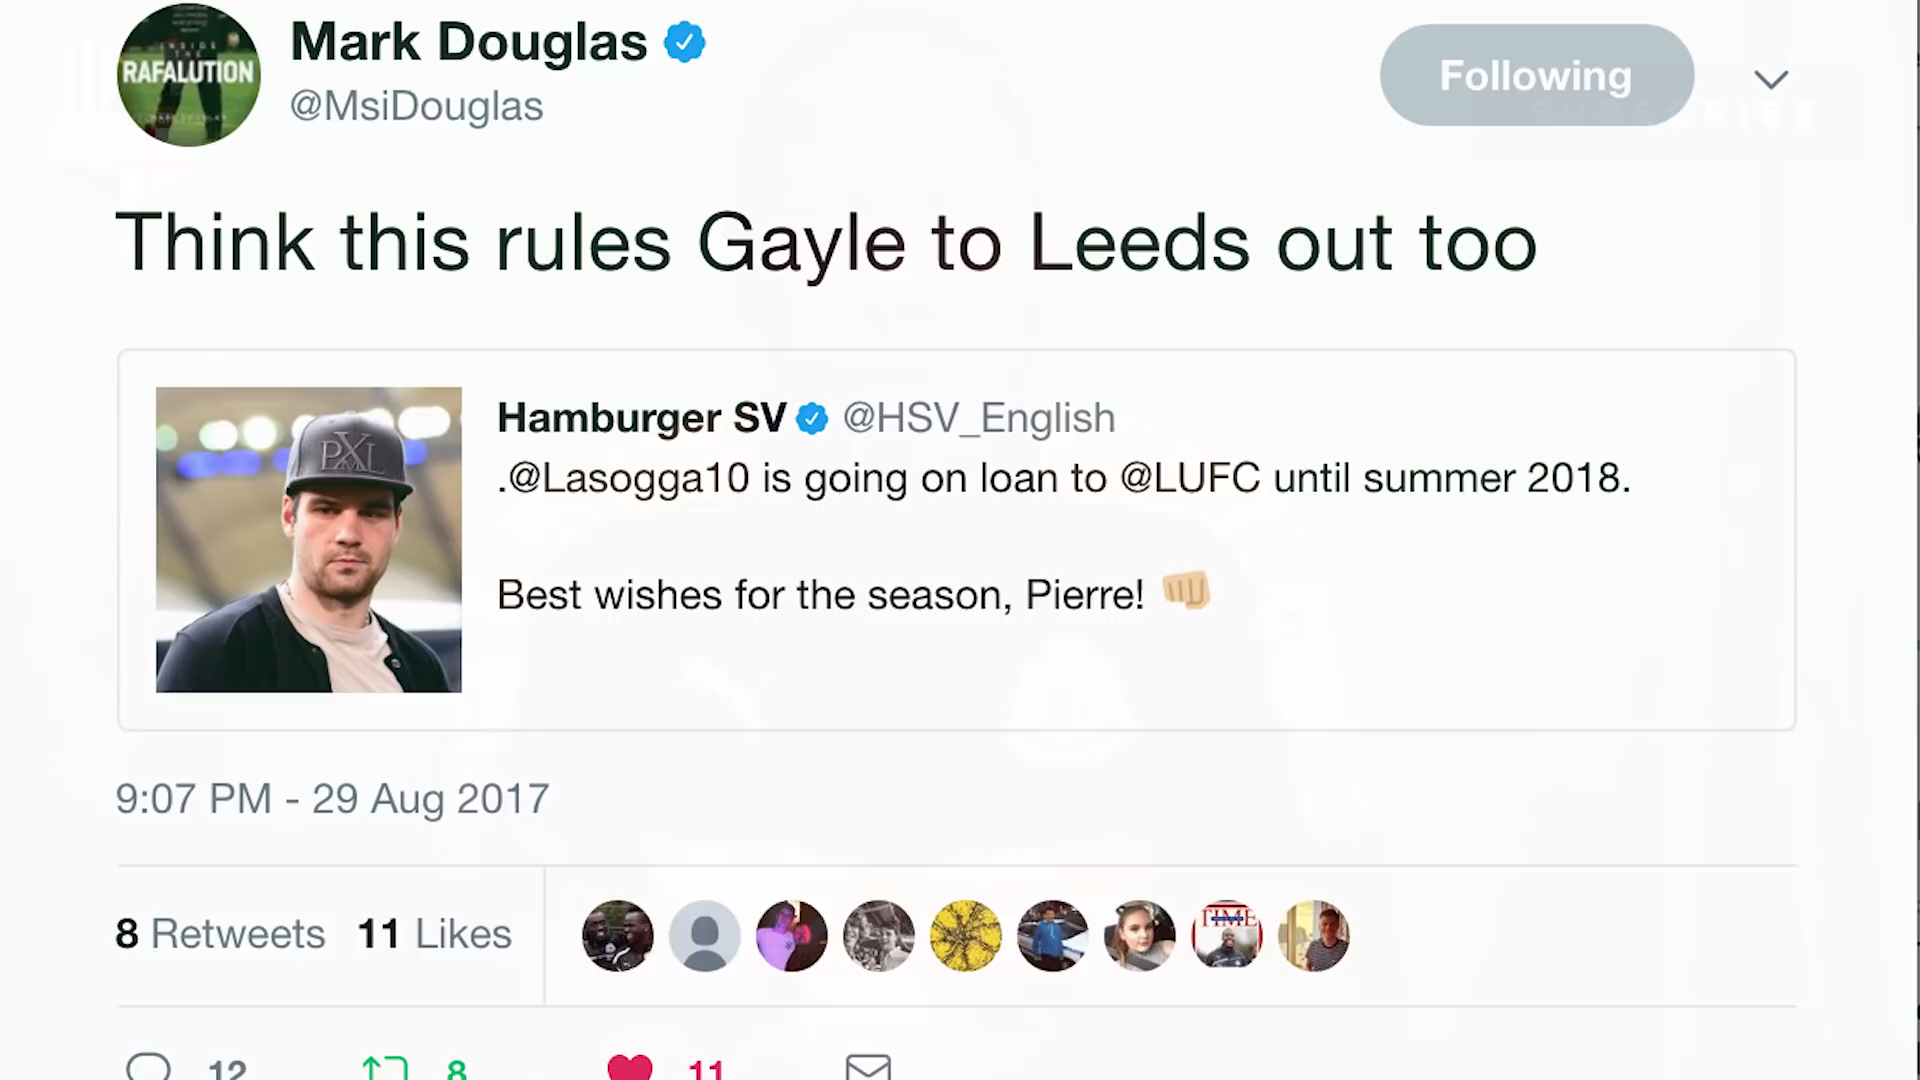 INSIDE
THE
RAFALUTION
Mark Douglas
@MsiDouglas
Following
Think this rules Gayle to Leeds out too
PXL
Hamburger SV @HSV_English
.@Lasogga10 is going on loan to @LUFC until summer 2018.
Best wishes for the season, Pierre! 👊🏼
9:07 PM - 29 Aug 2017
8 Retweets 11 Likes
TIME
12 8 11